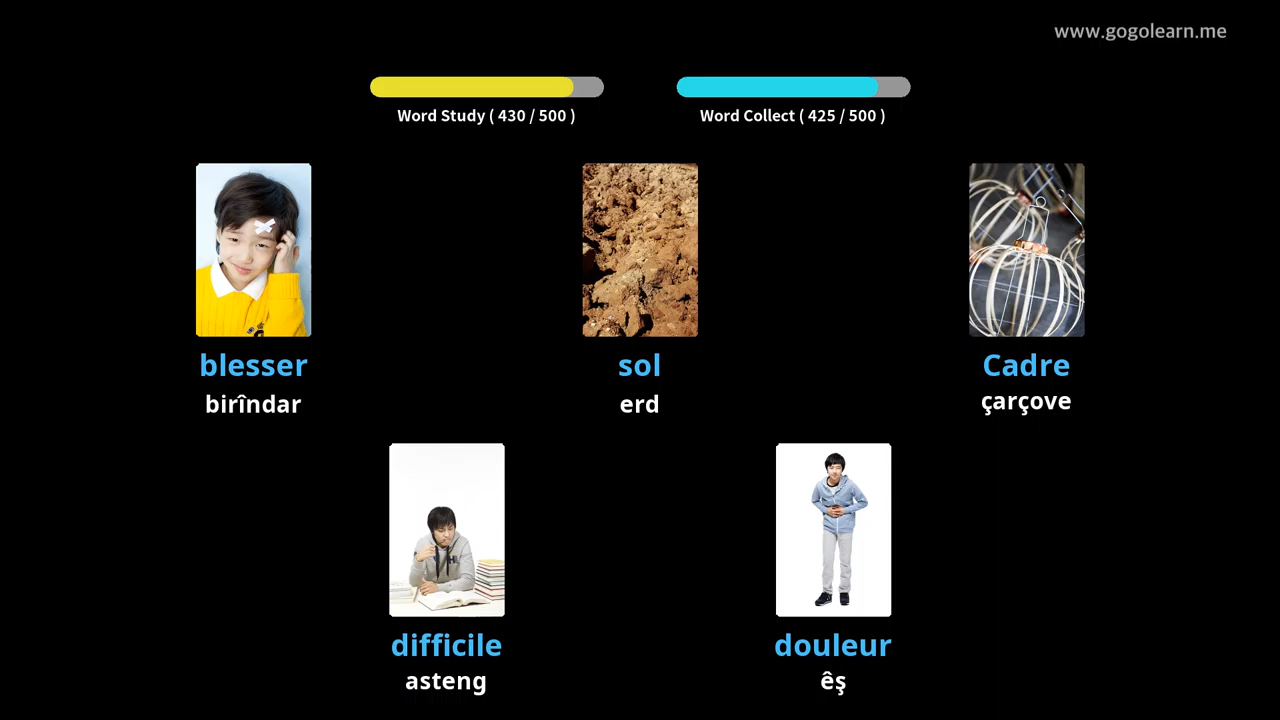 www.gogolearn.me
Word Study ( 430 / 500 )
Word Collect ( 425 / 500 )
blesser
birîndar
sol
erd
Cadre
çarçove
difficile
asteng
douleur
êş